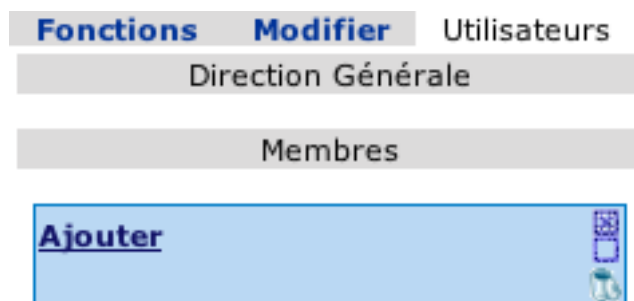 Fonctions Modifier Utilisateurs
Direction Générale
Membres
Ajouter